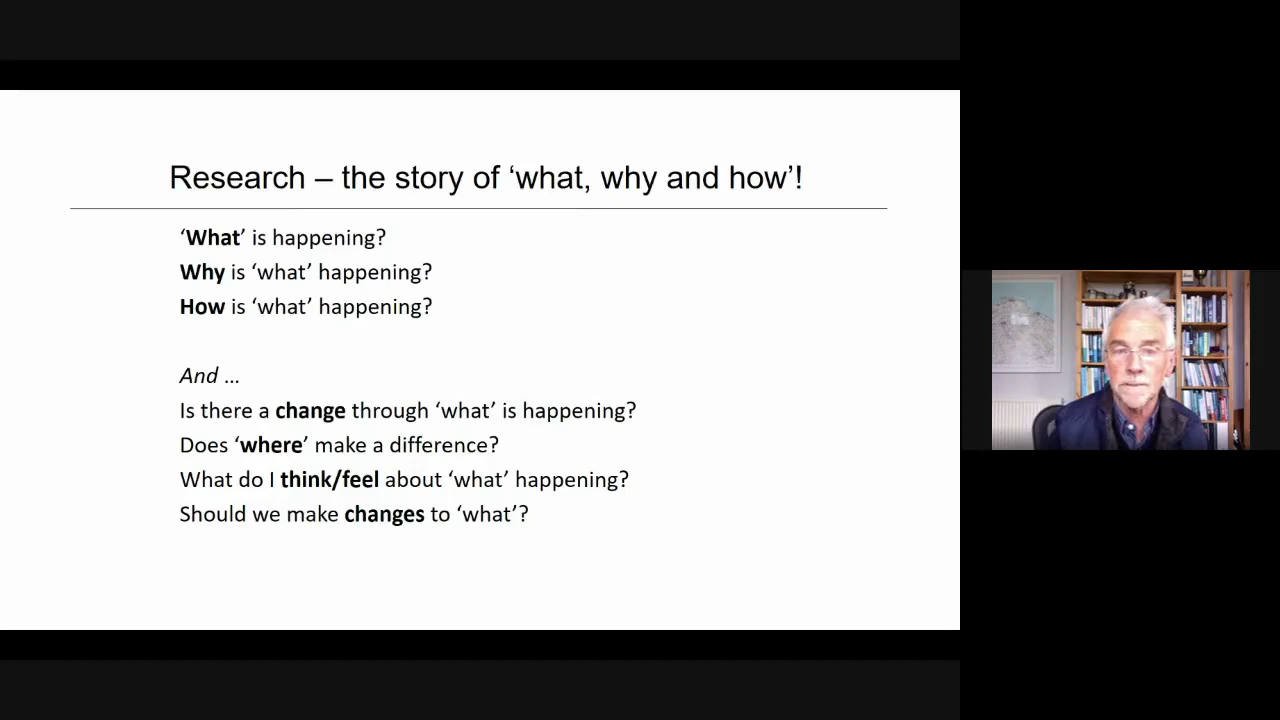 Research – the story of ‘what, why and how’!
‘What’ is happening?
Why is ‘what’ happening?
How is ‘what’ happening?
And …
Is there a change through ‘what’ is happening?
Does ‘where’ make a difference?
What do I think/feel about ‘what’ happening?
Should we make changes to ‘what’?